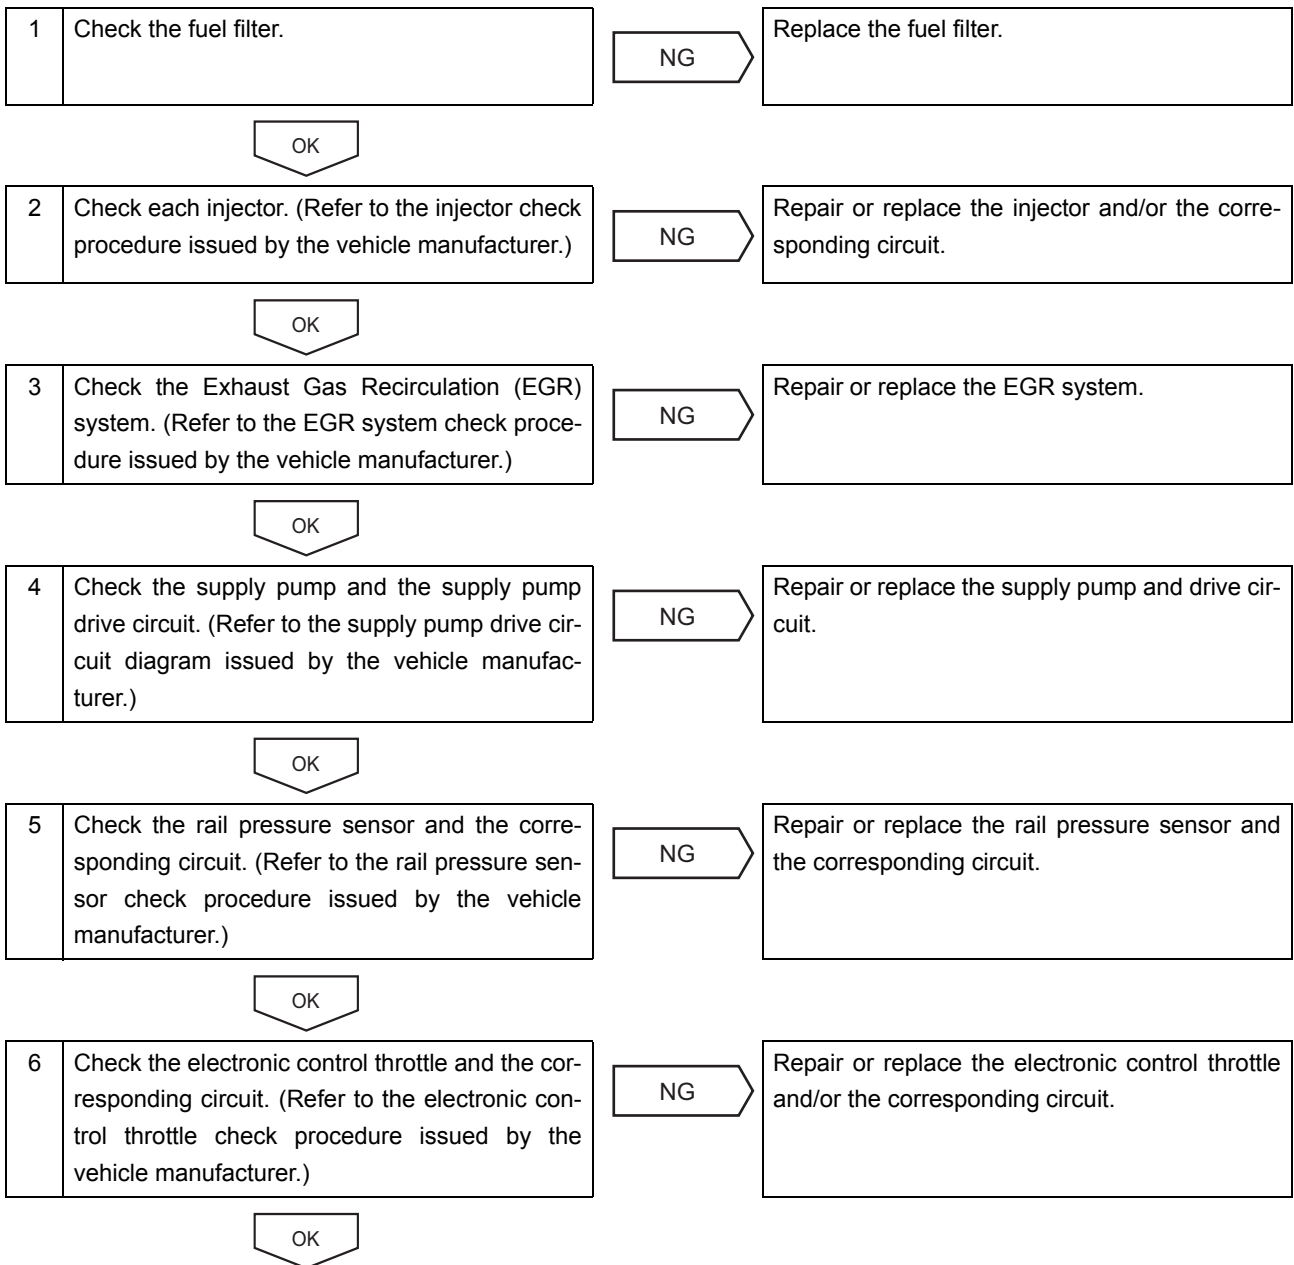 1 Check the fuel filter.
NG
Replace the fuel filter.
OK
2 Check each injector. (Refer to the injector check
procedure issued by the vehicle manufacturer.)
NG
Repair or replace the injector and/or the corre-
sponding circuit.
OK
3 Check the Exhaust Gas Recirculation (EGR)
system. (Refer to the EGR system check proce-
dure issued by the vehicle manufacturer.)
NG
Repair or replace the EGR system.
OK
4 Check the supply pump and the supply pump
drive circuit. (Refer to the supply pump drive cir-
cuit diagram issued by the vehicle manufac-
turer.)
NG
Repair or replace the supply pump and drive cir-
cuit.
OK
5 Check the rail pressure sensor and the corre-
sponding circuit. (Refer to the rail pressure sen-
sor check procedure issued by the vehicle
manufacturer.)
NG
Repair or replace the rail pressure sensor and
the corresponding circuit.
OK
6 Check the electronic control throttle and the cor-
responding circuit. (Refer to the electronic con-
trol throttle check procedure issued by the
vehicle manufacturer.)
NG
Repair or replace the electronic control throttle
and/or the corresponding circuit.
OK